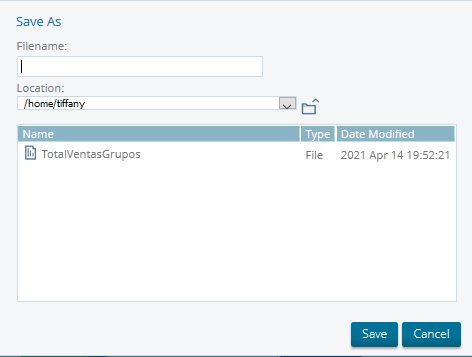 Save As
Filename:
Location:
/home/tiffany
Name Type Date Modified
TotalVentasGrupos File 2021 Apr 14 19:52:21
Save Cancel